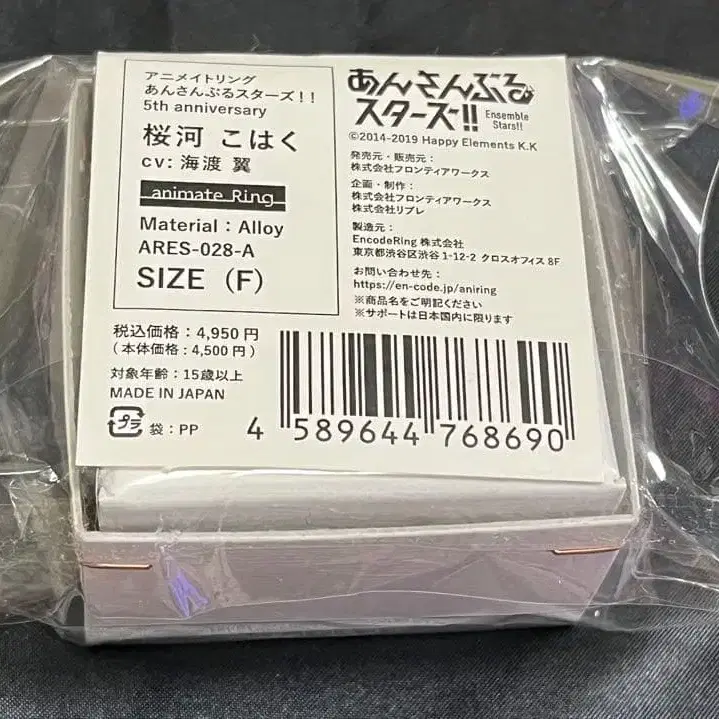 アニメイトリング
あんさんぶるスターズ！！
5th anniversary
桜河 こはく
cv: 海渡 翼
animate Ring
Material : Alloy
ARES-028-A
SIZE（F）
あんさんぶる
スターズ!!
Ensemble
Stars!!
©2014-2019 Happy Elements K.K
発売元・販売元：
株式会社フロンティアワークス
企画・制作：
株式会社フロンティアワークス
株式会社リブレ
製造元：
EncodeRing 株式会社
東京都渋谷区渋谷 1-12-2 クロスオフィス 8F
お問い合わせ先：
https://en-code.jp/aniring
※商品名をご明記ください
※サポートは日本国内に限ります
税込価格：4,950 円
（本体価格：4,500 円）
対象年齢：15歳以上
MADE IN JAPAN
プラ 袋：PP
4 589644 768690